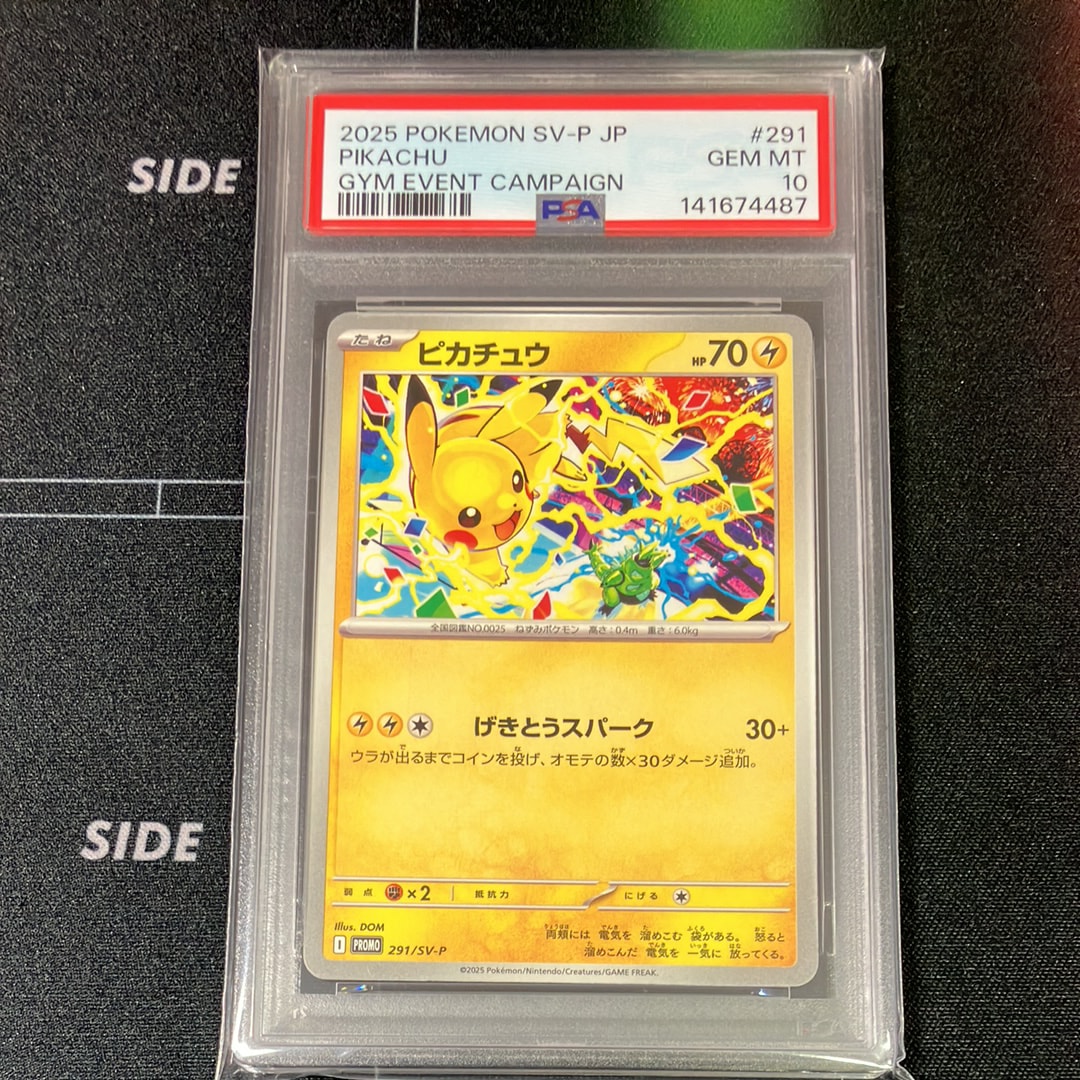 2025 POKEMON SV-P JP #291
PIKACHU GEM MT
GYM EVENT CAMPAIGN 10
PSA 141674487
SIDE
たね ピカチュウ HP70
全国図鑑NO.0025 ねずみポケモン 高さ:0.4m 重さ:6.0kg
げきとうスパーク 30+
ウラが出るまでコインを投げ、オモテの数×30ダメージ追加。
SIDE
弱点 ×2 抵抗力 にげる
Illus. DOM
両頬には 電気を 溜めこむ 袋がある。 怒ると
溜めこんだ 電気を 一気に 放ってくる。
I PROMO 291/SV-P
©2025 Pokémon/Nintendo/Creatures/GAME FREAK.